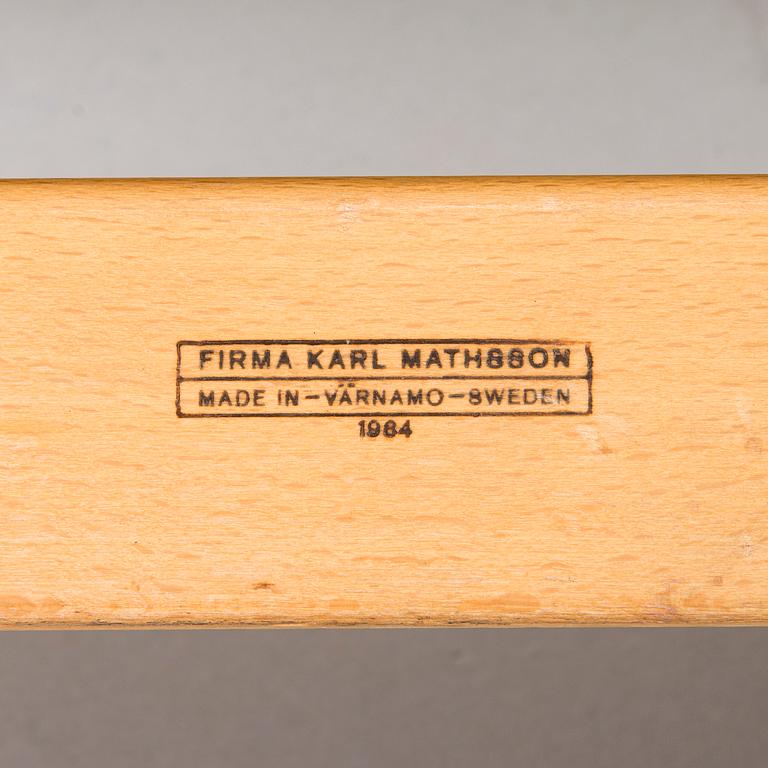 FIRMA KARL MATHSSON
MADE IN-VÄRNAMO-SWEDEN
1984